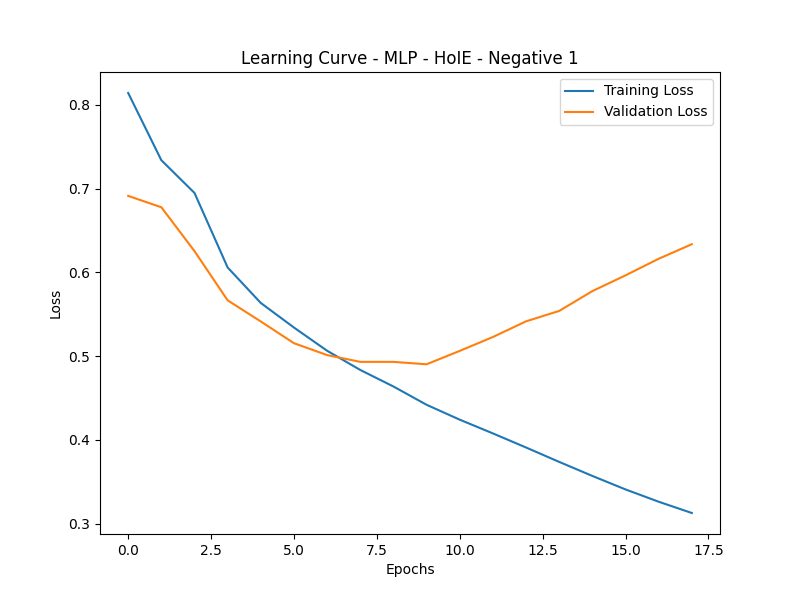 Learning Curve - MLP - HolE - Negative 1
Training Loss
Validation Loss
Loss
0.8
0.7
0.6
0.5
0.4
0.3
0.0 2.5 5.0 7.5 10.0 12.5 15.0 17.5
Epochs